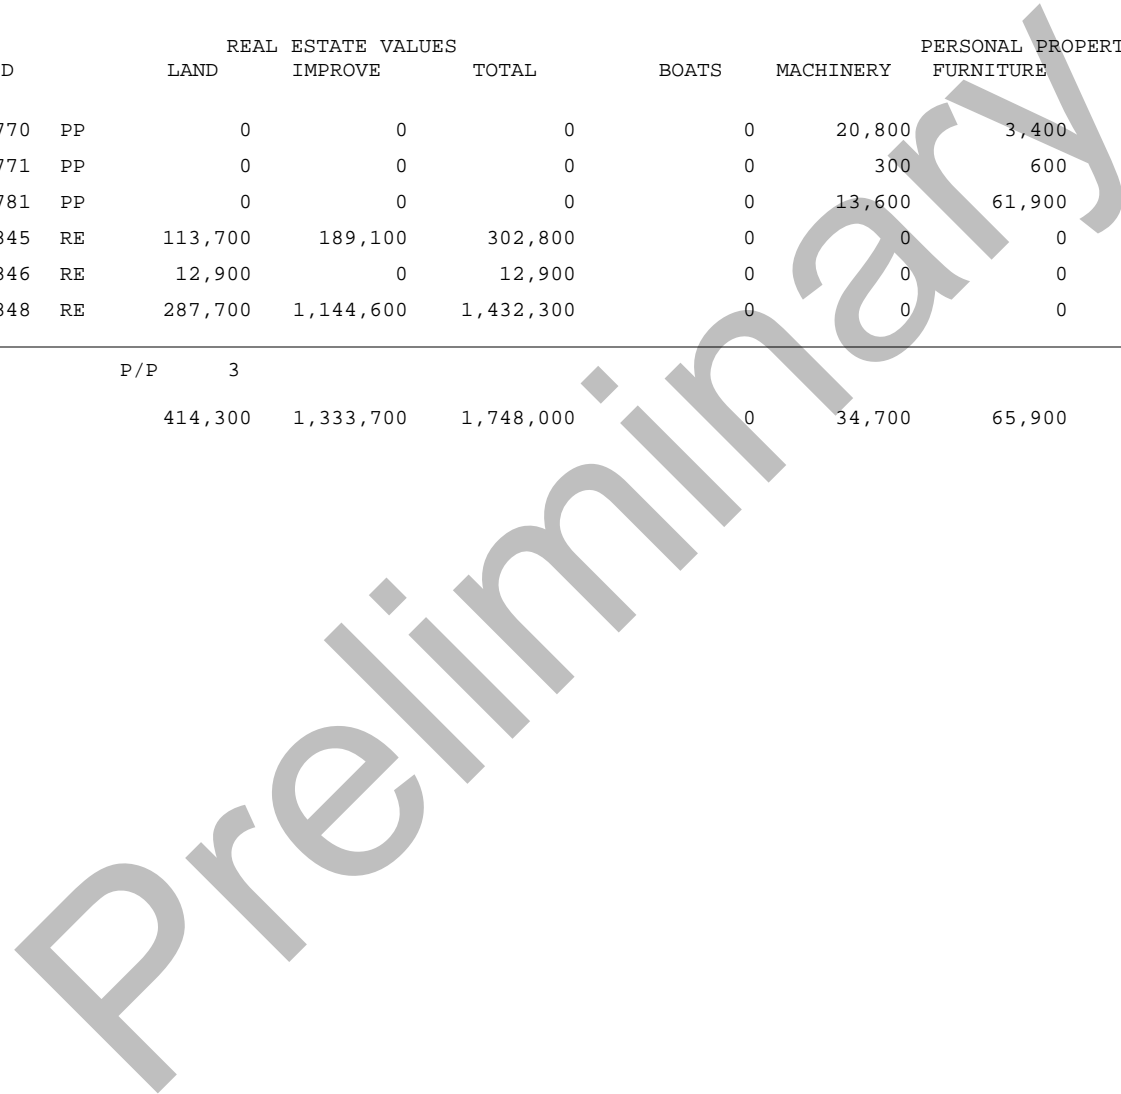 REAL ESTATE VALUES PERSONAL PROPERT
D LAND IMPROVE TOTAL BOATS MACHINERY FURNITURE
770 PP 0 0 0 0 20,800 3,400
771 PP 0 0 0 0 300 600
781 PP 0 0 0 0 13,600 61,900
345 RE 113,700 189,100 302,800 0 0 0
346 RE 12,900 0 12,900 0 0 0
348 RE 287,700 1,144,600 1,432,300 0 0 0
P/P 3
414,300 1,333,700 1,748,000 0 34,700 65,900
Preliminary